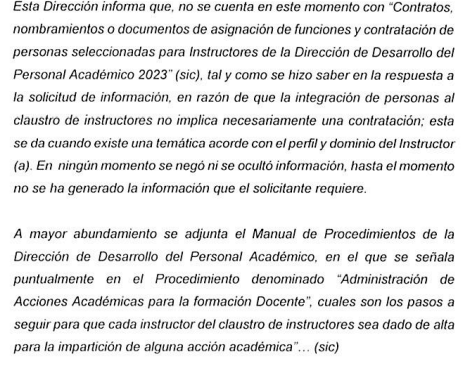 Esta Dirección informa que, no se cuenta en este momento con “Contratos,
nombramientos o documentos de asignación de funciones y contratación de
personas seleccionadas para Instructores de la Dirección de Desarrollo del
Personal Académico 2023” (sic), tal y como se hizo saber en la respuesta a
la solicitud de información, en razón de que la integración de personas al
claustro de instructores no implica necesariamente una contratación; esta
se da cuando existe una temática acorde con el perfil y dominio del Instructor
(a). En ningún momento se negó ni se ocultó información, hasta el momento
no se ha generado la información que el solicitante requiere.

A mayor abundamiento se adjunta el Manual de Procedimientos de la
Dirección de Desarrollo del Personal Académico, en el que se señala
puntualmente en el Procedimiento denominado “Administración de
Acciones Académicas para la formación Docente”, cuales son los pasos a
seguir para que cada instructor del claustro de instructores sea dado de alta
para la impartición de alguna acción académica”… (sic)